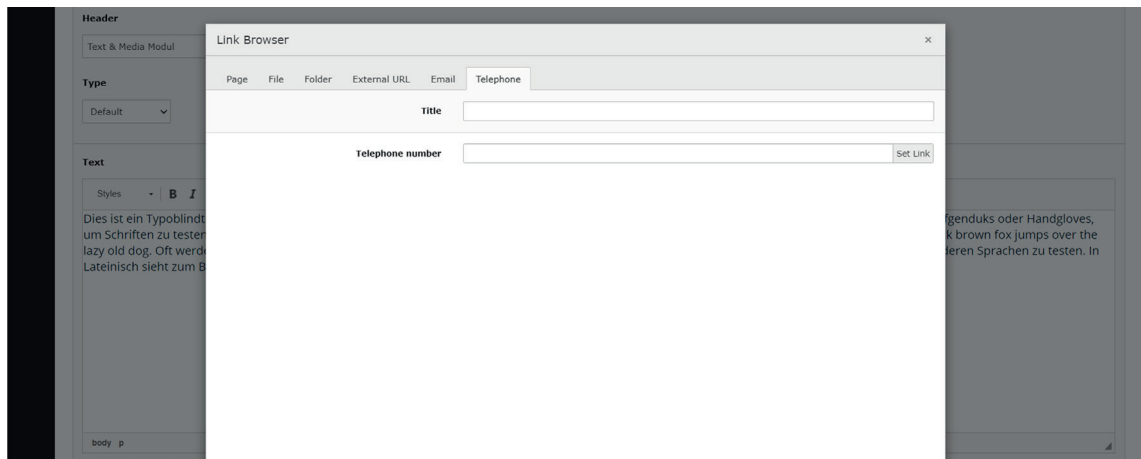 Header
Text & Media Modul
Type
Default
Text
Styles B I
Dies ist ein Typoblindt
um Schriften zu testen
lazy old dog. Oft werd
Lateinisch sieht zum B
body p
Link Browser ×
Page File Folder External URL Email Telephone
Title
Telephone number Set Link
fgenduks oder Handgloves,
k brown fox jumps over the
deren Sprachen zu testen. In